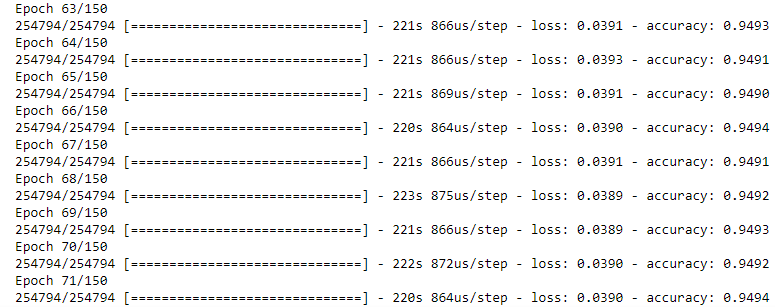 Epoch 63/150
254794/254794 [==============================] - 221s 866us/step - loss: 0.0391 - accuracy: 0.9493
Epoch 64/150
254794/254794 [==============================] - 221s 866us/step - loss: 0.0393 - accuracy: 0.9491
Epoch 65/150
254794/254794 [==============================] - 221s 869us/step - loss: 0.0391 - accuracy: 0.9490
Epoch 66/150
254794/254794 [==============================] - 220s 864us/step - loss: 0.0390 - accuracy: 0.9494
Epoch 67/150
254794/254794 [==============================] - 221s 866us/step - loss: 0.0391 - accuracy: 0.9491
Epoch 68/150
254794/254794 [==============================] - 223s 875us/step - loss: 0.0389 - accuracy: 0.9492
Epoch 69/150
254794/254794 [==============================] - 221s 866us/step - loss: 0.0389 - accuracy: 0.9493
Epoch 70/150
254794/254794 [==============================] - 222s 872us/step - loss: 0.0390 - accuracy: 0.9492
Epoch 71/150
254794/254794 [==============================] - 220s 864us/step - loss: 0.0390 - accuracy: 0.9494